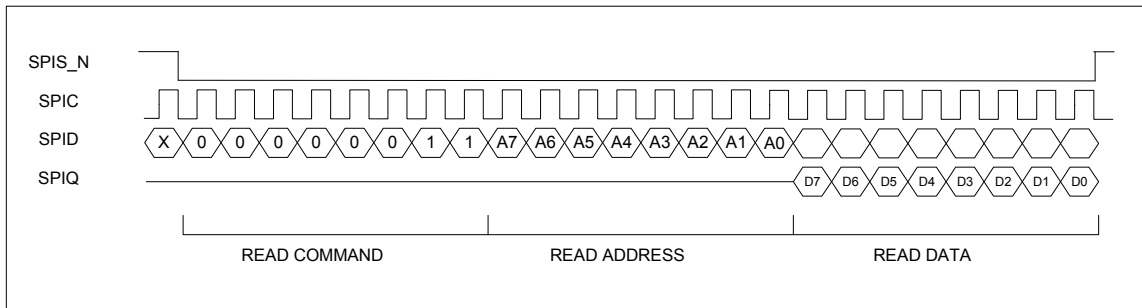 SPIS_N
SPIC
SPID X 0 0 0 0 0 0 1 1 A7 A6 A5 A4 A3 A2 A1 A0
SPIQ D7 D6 D5 D4 D3 D2 D1 D0
READ COMMAND READ ADDRESS READ DATA